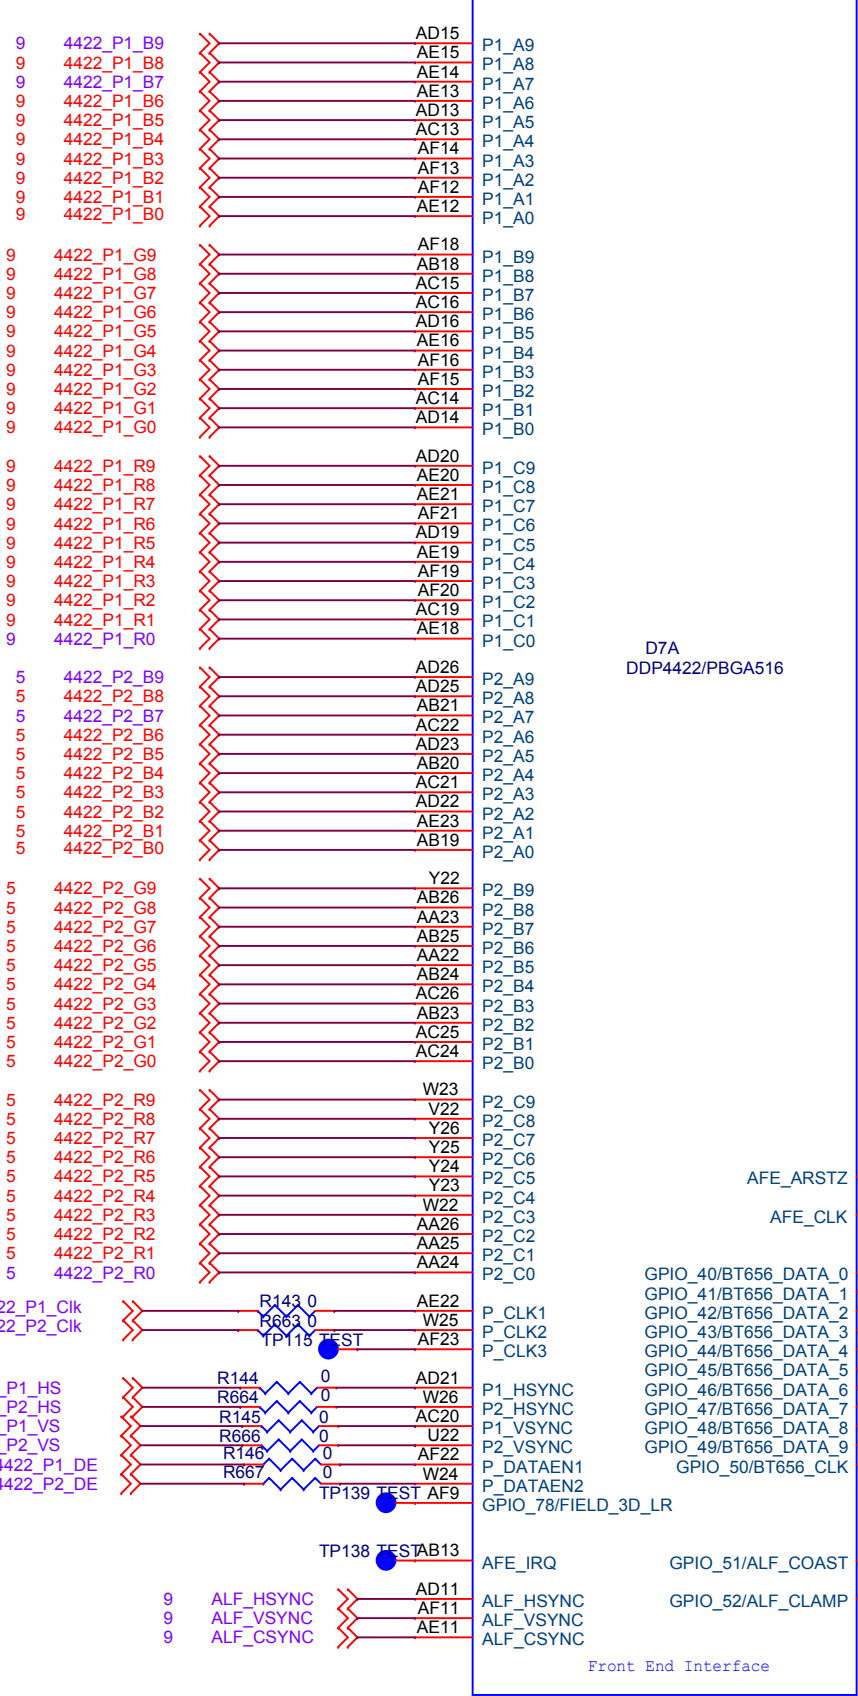 9 4422_P1_B9 AD15 P1_A9
9 4422_P1_B8 AE15 P1_A8
9 4422_P1_B7 AE14 P1_A7
9 4422_P1_B6 AE13 P1_A6
9 4422_P1_B5 AD13 P1_A5
9 4422_P1_B4 AC13 P1_A4
9 4422_P1_B3 AF14 P1_A3
9 4422_P1_B2 AF13 P1_A2
9 4422_P1_B1 AF12 P1_A1
9 4422_P1_B0 AE12 P1_A0
9 4422_P1_G9 AF18 P1_B9
9 4422_P1_G8 AB18 P1_B8
9 4422_P1_G7 AC15 P1_B7
9 4422_P1_G6 AC16 P1_B6
9 4422_P1_G5 AD16 P1_B5
9 4422_P1_G4 AE16 P1_B4
9 4422_P1_G3 AF16 P1_B3
9 4422_P1_G2 AF15 P1_B2
9 4422_P1_G1 AC14 P1_B1
9 4422_P1_G0 AD14 P1_B0
9 4422_P1_R9 AD20 P1_C9
9 4422_P1_R8 AE20 P1_C8
9 4422_P1_R7 AE21 P1_C7
9 4422_P1_R6 AF21 P1_C6
9 4422_P1_R5 AD19 P1_C5
9 4422_P1_R4 AE19 P1_C4
9 4422_P1_R3 AF19 P1_C3
9 4422_P1_R2 AF20 P1_C2
9 4422_P1_R1 AC19 P1_C1
9 4422_P1_R0 AE18 P1_C0
D7A
DDP4422/PBGA516
5 4422_P2_B9 AD26 P2_A9
5 4422_P2_B8 AD25 P2_A8
5 4422_P2_B7 AB21 P2_A7
5 4422_P2_B6 AC22 P2_A6
5 4422_P2_B5 AD23 P2_A5
5 4422_P2_B4 AB20 P2_A4
5 4422_P2_B3 AC21 P2_A3
5 4422_P2_B2 AD22 P2_A2
5 4422_P2_B1 AE23 P2_A1
5 4422_P2_B0 AB19 P2_A0
5 4422_P2_G9 Y22 P2_B9
5 4422_P2_G8 AB26 P2_B8
5 4422_P2_G7 AA23 P2_B7
5 4422_P2_G6 AB25 P2_B6
5 4422_P2_G5 AA22 P2_B5
5 4422_P2_G4 AB24 P2_B4
5 4422_P2_G3 AC26 P2_B3
5 4422_P2_G2 AB23 P2_B2
5 4422_P2_G1 AC25 P2_B1
5 4422_P2_G0 AC24 P2_B0
5 4422_P2_R9 W23 P2_C9
5 4422_P2_R8 V22 P2_C8
5 4422_P2_R7 Y26 P2_C7
5 4422_P2_R6 Y25 P2_C6
5 4422_P2_R5 Y24 P2_C5 AFE_ARSTZ
5 4422_P2_R4 Y23 P2_C4
5 4422_P2_R3 W22 P2_C3 AFE_CLK
5 4422_P2_R2 AA26 P2_C2
5 4422_P2_R1 AA25 P2_C1
5 4422_P2_R0 AA24 P2_C0 GPIO_40/BT656_DATA_0
GPIO_41/BT656_DATA_1
22_P1_Clk R143 0 AE22 P_CLK1 GPIO_42/BT656_DATA_2
22_P2_Clk R663 0 W25 P_CLK2 GPIO_43/BT656_DATA_3
TP115 TEST AF23 P_CLK3 GPIO_44/BT656_DATA_4
GPIO_45/BT656_DATA_5
_P1_HS R144 0 AD21 P1_HSYNC GPIO_46/BT656_DATA_6
_P2_HS R664 0 W26 P2_HSYNC GPIO_47/BT656_DATA_7
_P1_VS R145 0 AC20 P1_VSYNC GPIO_48/BT656_DATA_8
_P2_VS R666 0 U22 P2_VSYNC GPIO_49/BT656_DATA_9
4422_P1_DE R146 0 AF22 P_DATAEN1 GPIO_50/BT656_CLK
4422_P2_DE R667 0 W24 P_DATAEN2
TP139 TEST AF9 GPIO_78/FIELD_3D_LR
TP138 TEST AB13 AFE_IRQ GPIO_51/ALF_COAST
9 ALF_HSYNC AD11 ALF_HSYNC GPIO_52/ALF_CLAMP
9 ALF_VSYNC AF11 ALF_VSYNC
9 ALF_CSYNC AE11 ALF_CSYNC
Front End Interface